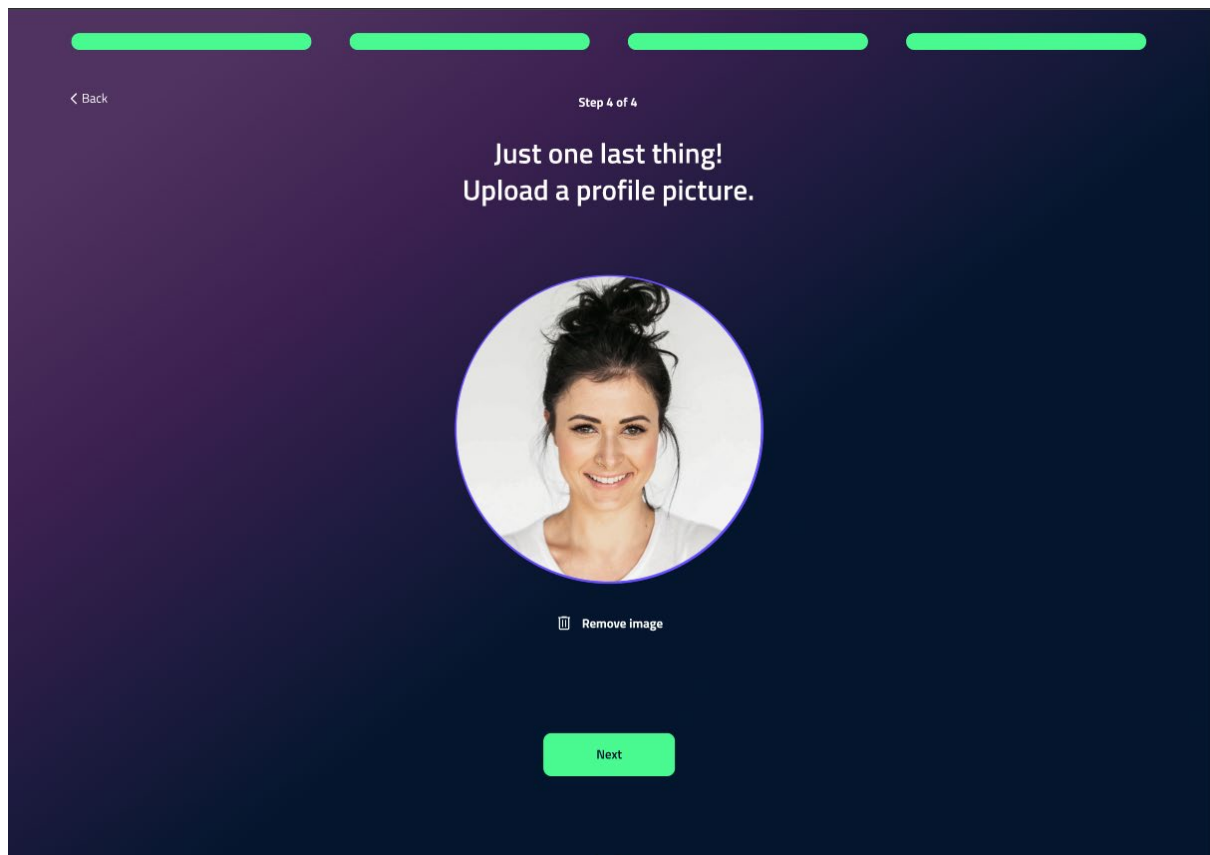 Back
Step 4 of 4
Just one last thing!
Upload a profile picture.
Remove image
Next